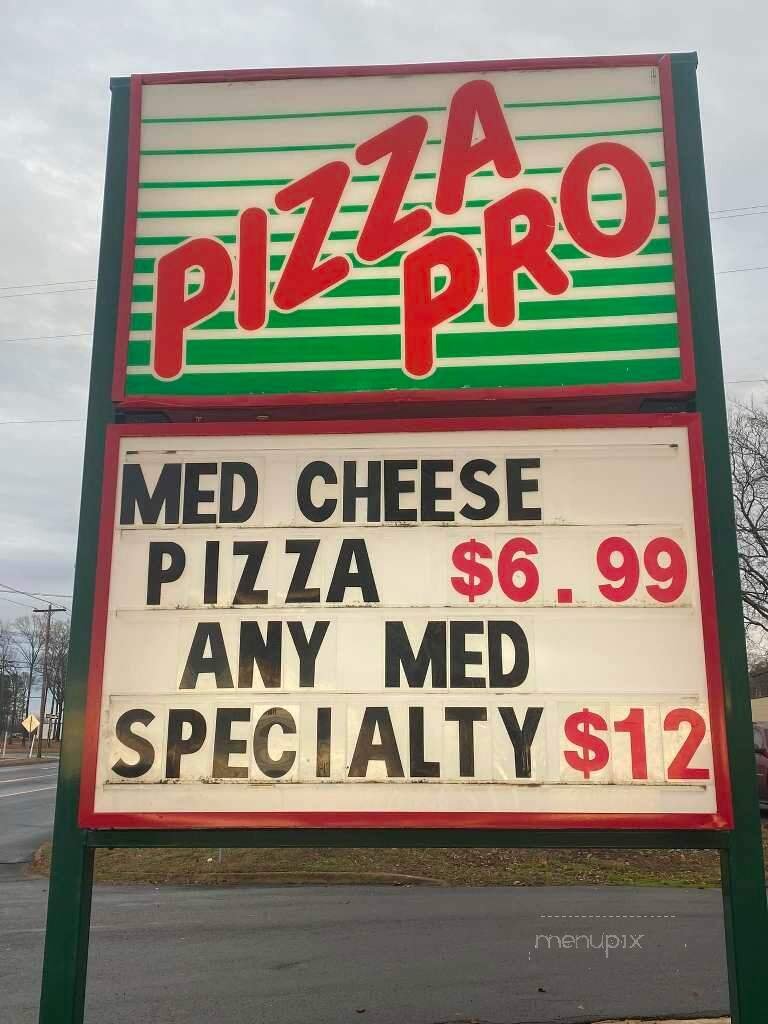 PIZZA
PRO
MED CHEESE
PIZZA $6.99
ANY MED
SPECIALTY $12
menupix